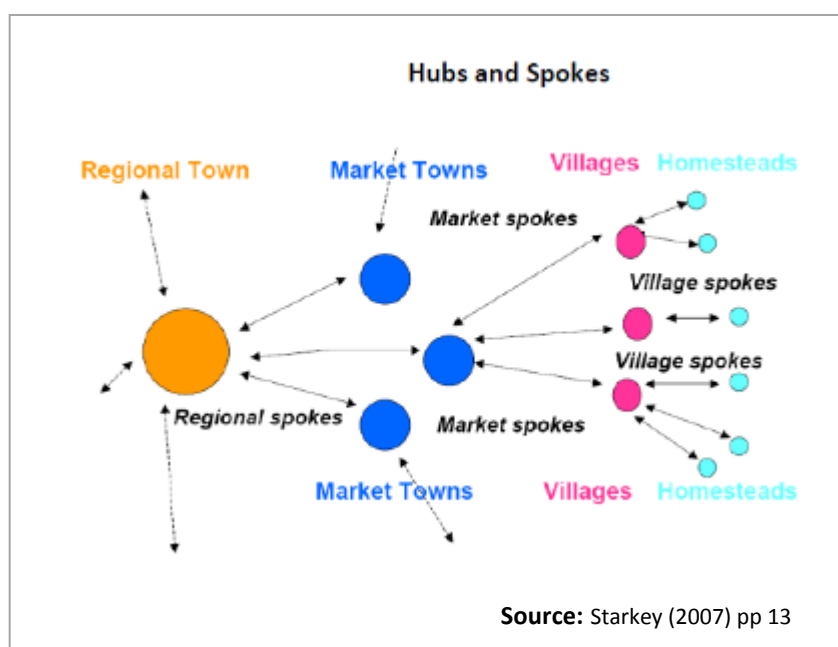 Hubs and Spokes
Regional Town
Market Towns
Villages
Homesteads
Market spokes
Village spokes
Village spokes
Regional spokes
Market spokes
Market Towns
Villages
Homesteads
Source: Starkey (2007) pp 13